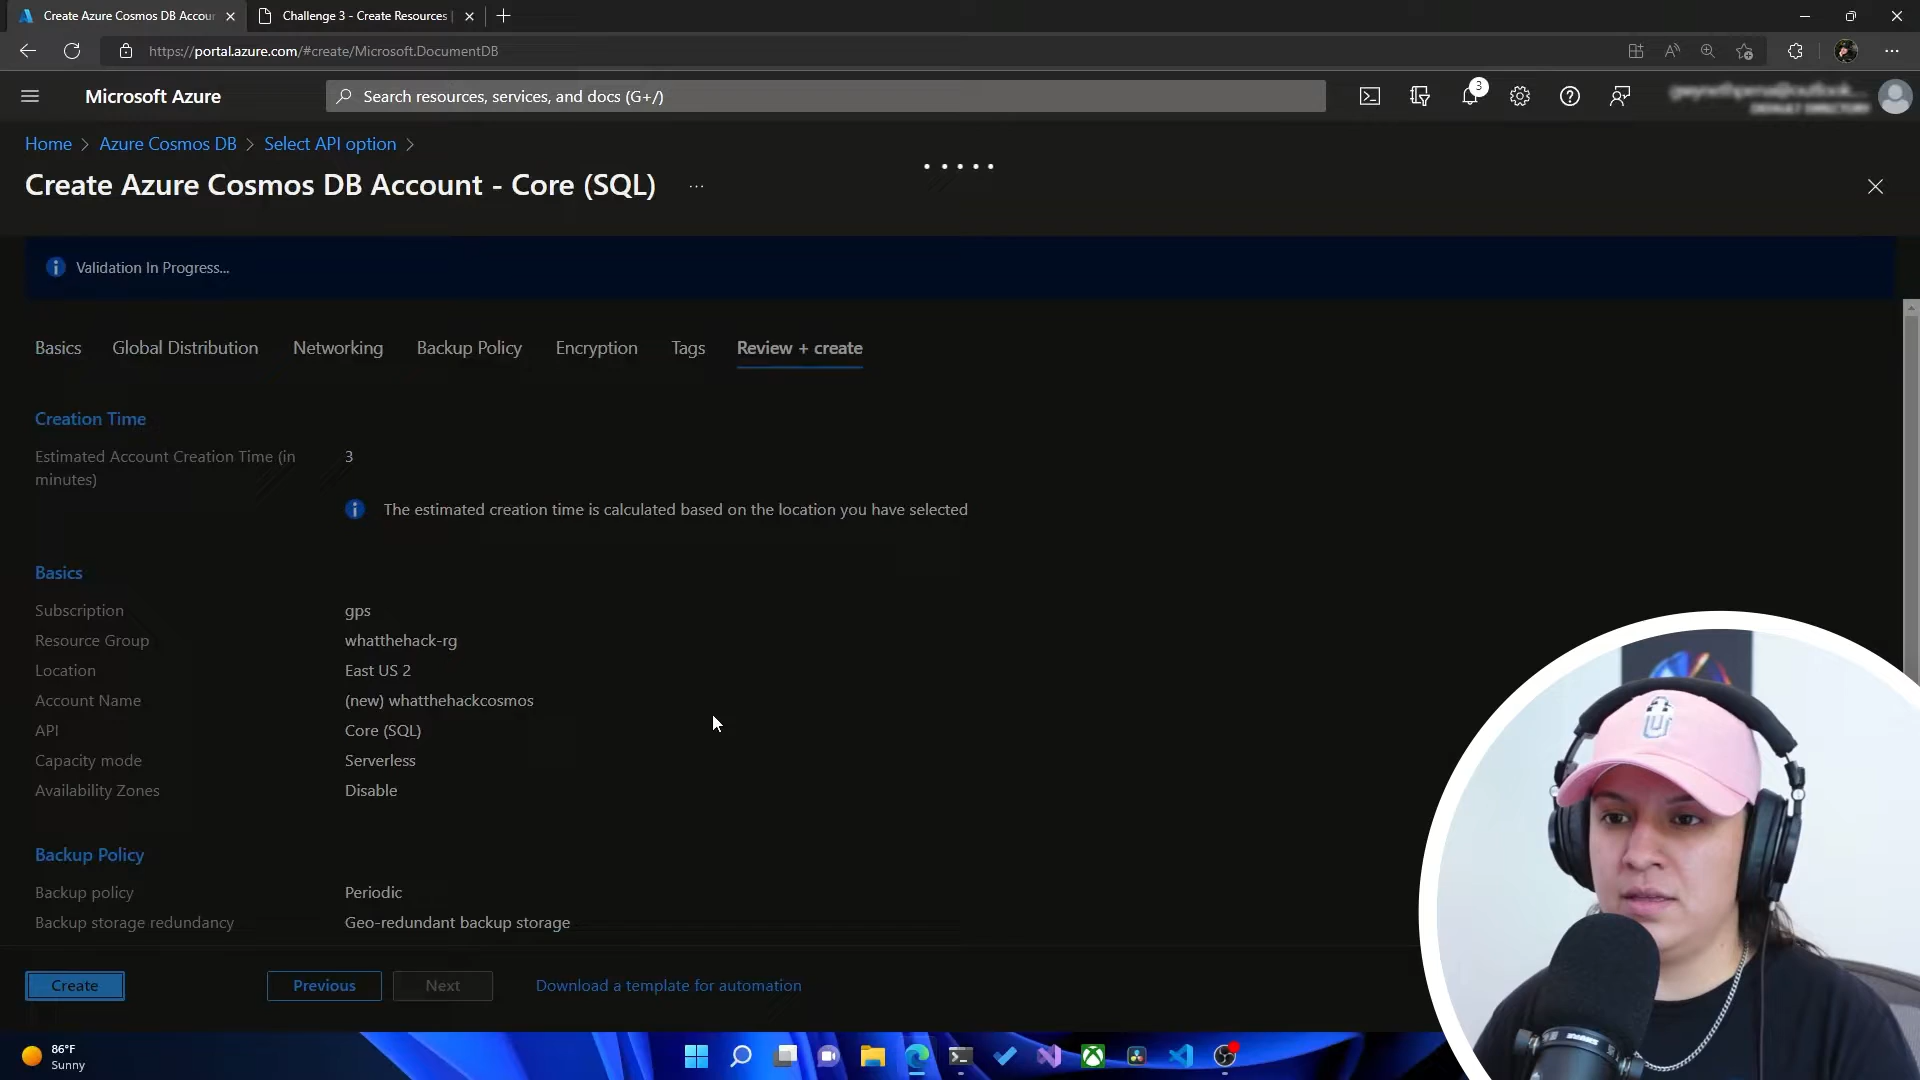 Create Azure Cosmos DB Accour
Challenge 3 - Create Resources |
https://portal.azure.com/#create/Microsoft.DocumentDB
Microsoft Azure
Search resources, services, and docs (G+/)
3
Home > Azure Cosmos DB > Select API option >
Create Azure Cosmos DB Account - Core (SQL) ...
Validation In Progress...
Basics Global Distribution Networking Backup Policy Encryption Tags Review + create
Creation Time
Estimated Account Creation Time (in
minutes)
3
The estimated creation time is calculated based on the location you have selected
Basics
Subscription gps
Resource Group whatthehack-rg
Location East US 2
Account Name (new) whatthehackcosmos
API Core (SQL)
Capacity mode Serverless
Availability Zones Disable
Backup Policy
Backup policy Periodic
Backup storage redundancy Geo-redundant backup storage
Create Previous Next Download a template for automation
86°F
Sunny